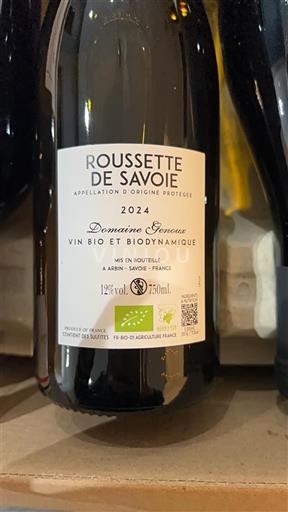 ROUSSETTE
DE SAVOIE
APPELLATION D'ORIGINE PROTÉGÉE
2024
Domaine Genoux
VIN BIO ET BIODYNAMIQUE
VINIOU
MIS EN BOUTEILLE
A ARBIN - SAVOIE - FRANCE
12% vol. 750ml.
PRODUCE OF FRANCE
CONTIENT DES SULFITES FR-BIO-01 AGRICULTURE FRANCE